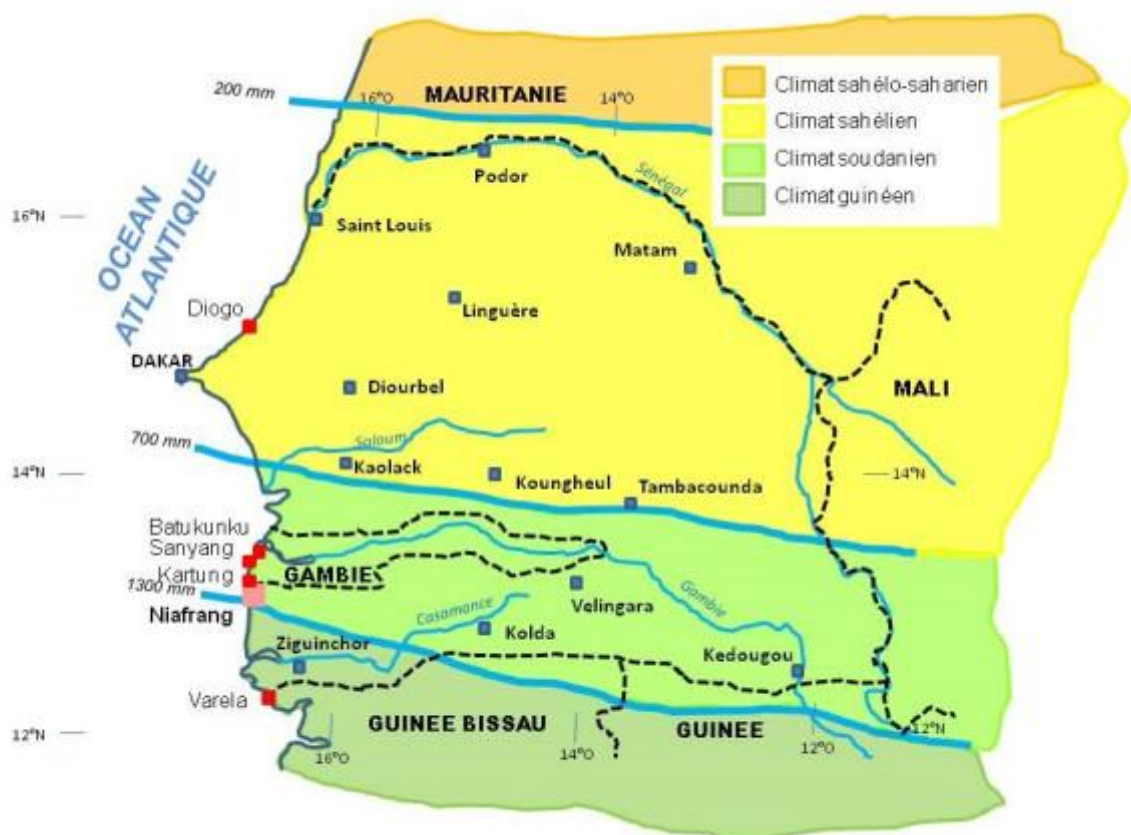 200 mm
16°O
MAURITANIE
14°O
Climat sahélo-saharien
Climat sahélien
Climat soudanien
Climat guinéen
OCEAN
ATLANTIQUE
16°N
Podor
Sénégal
Saint Louis
Matam
Diogo
Linguère
DAKAR
Diourbel
MALI
700 mm
Saloum
14°N
Kaolack
Koungheul
Tambacounda
14°N
Batukunku
Sanyang
Kartung
GAMBIE
1300 mm
Niafrang
Casamance
Velingara
Gambie
Ziguinchor
Kolda
Kedougou
Varela
12°N
GUINEE BISSAU
GUINEE
12°N
16°O
14°O
12°O